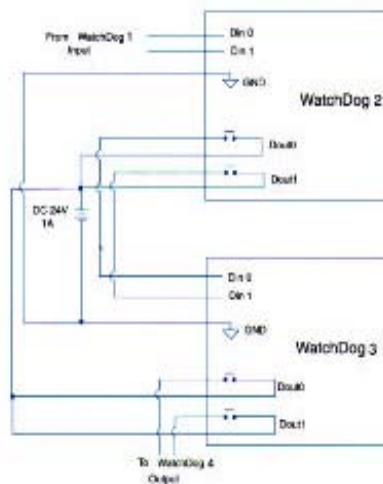 From WatchDog 1
Input
Din 0
Din 1
GND
WatchDog 2
Dout0
Dout1
DC 24V
1A
Din 0
Din 1
GND
WatchDog 3
Dout0
Dout1
To WatchDog 4
Output